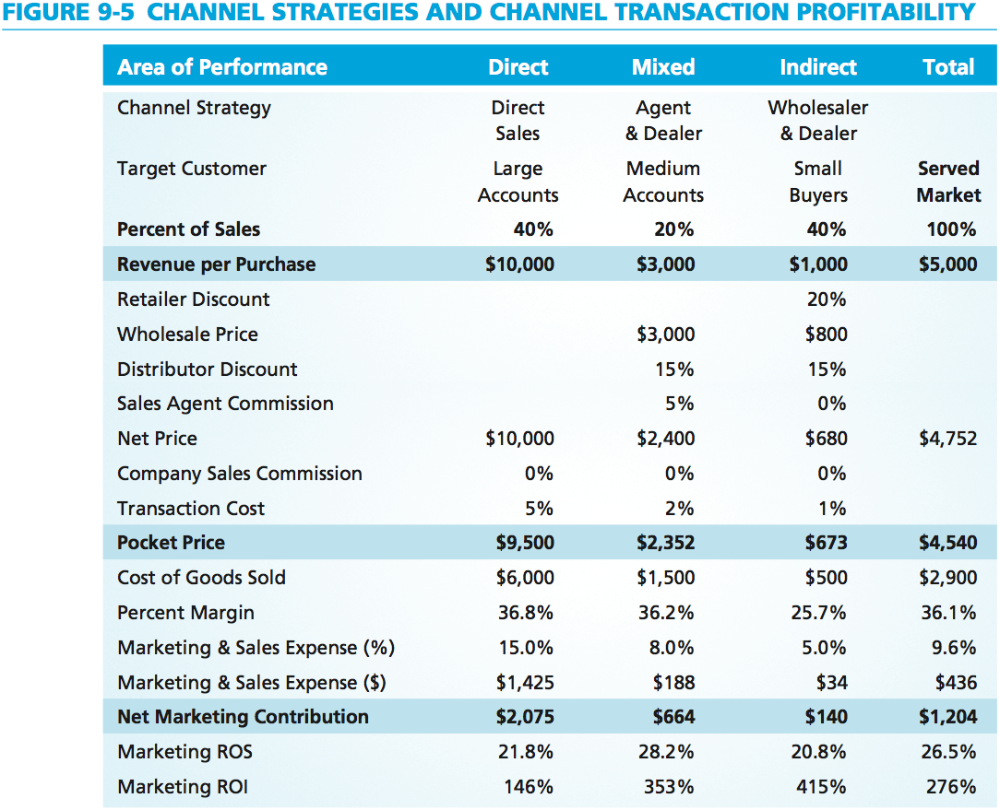 FIGURE 9-5 CHANNEL STRATEGIES AND CHANNEL TRANSACTION PROFITABILITY
Area of Performance Direct Mixed Indirect Total
Channel Strategy Direct Agent Wholesaler
Sales & Dealer & Dealer
Target Customer Large Medium Small Served
Accounts Accounts Buyers Market
Percent of Sales 40% 20% 40% 100%
Revenue per Purchase $10,000 $3,000 $1,000 $5,000
Retailer Discount 20%
Wholesale Price $3,000 $800
Distributor Discount 15% 15%
Sales Agent Commission 5% 0%
Net Price $10,000 $2,400 $680 $4,752
Company Sales Commission 0% 0% 0%
Transaction Cost 5% 2% 1%
Pocket Price $9,500 $2,352 $673 $4,540
Cost of Goods Sold $6,000 $1,500 $500 $2,900
Percent Margin 36.8% 36.2% 25.7% 36.1%
Marketing & Sales Expense (%) 15.0% 8.0% 5.0% 9.6%
Marketing & Sales Expense ($) $1,425 $188 $34 $436
Net Marketing Contribution $2,075 $664 $140 $1,204
Marketing ROS 21.8% 28.2% 20.8% 26.5%
Marketing ROI 146% 353% 415% 276%